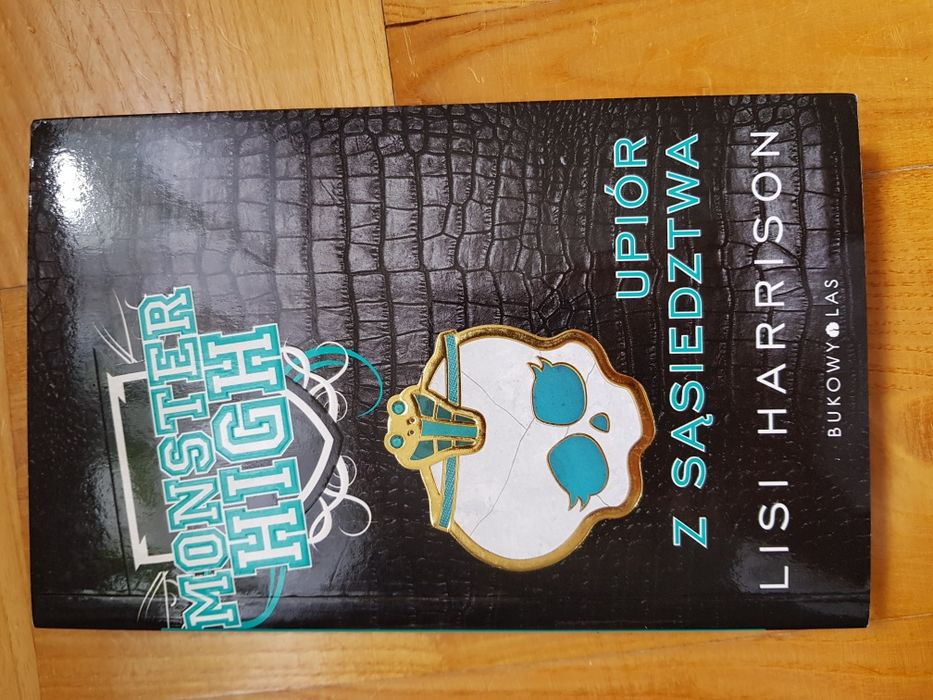 MONSTER
HIGH
UPIÓR
Z SĄSIEDZTWA
LISI HARRISON
BUKOWY LAS